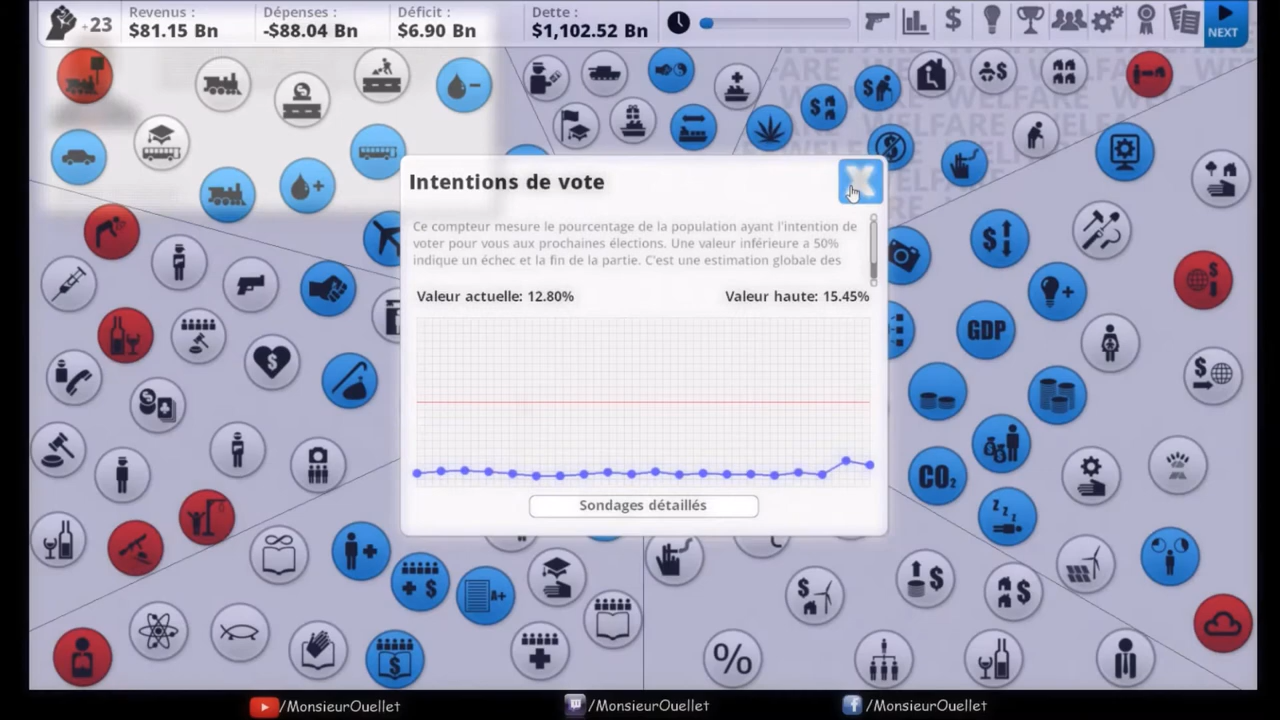 +23
Revenus :
$81.15 Bn
Dépenses :
-$88.04 Bn
Déficit :
$6.90 Bn
Dette :
$1,102.52 Bn
$
NEXT
WELFARE WELFARE WELFARE
Intentions de vote
X
Ce compteur mesure le pourcentage de la population ayant l'intention de
voter pour vous aux prochaines élections. Une valeur inférieure a 50%
indique un échec et la fin de la partie. C'est une estimation globale des
Valeur actuelle: 12.80%
Valeur haute: 15.45%
Sondages détaillés
GDP
CO₂
zzz
A+
%
/MonsieurOuellet
/MonsieurOuellet
/MonsieurOuellet